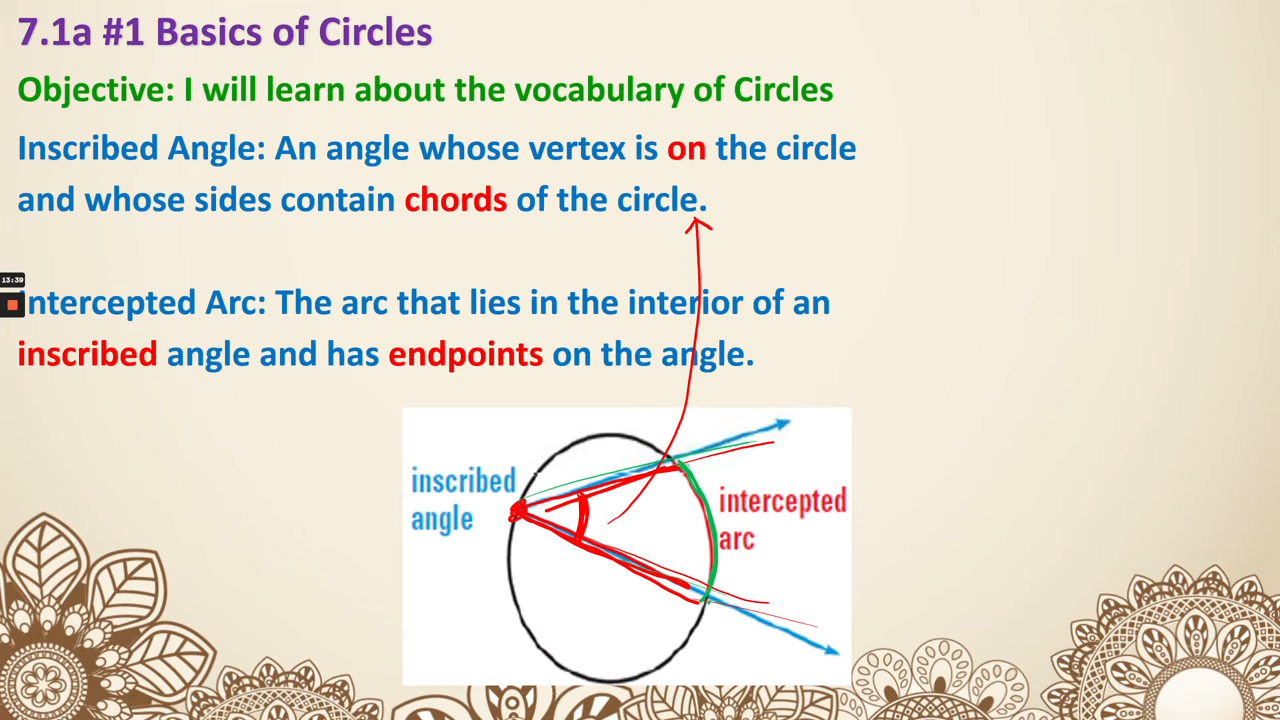 7.1a #1 Basics of Circles
Objective: I will learn about the vocabulary of Circles
Inscribed Angle: An angle whose vertex is on the circle
and whose sides contain chords of the circle.
13:39
Intercepted Arc: The arc that lies in the interior of an
inscribed angle and has endpoints on the angle.
inscribed
angle
intercepted
arc